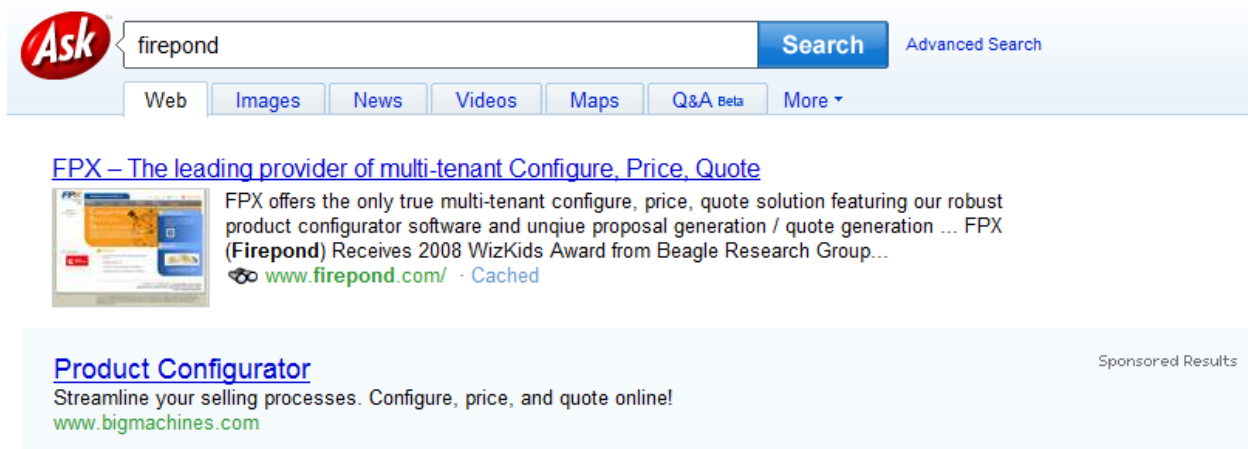 Ask firepond Search Advanced Search
Web Images News Videos Maps Q&A Beta More
FPX – The leading provider of multi-tenant Configure, Price, Quote
FPX offers the only true multi-tenant configure, price, quote solution featuring our robust
product configurator software and unqiue proposal generation / quote generation ... FPX
(Firepond) Receives 2008 WizKids Award from Beagle Research Group...
www.firepond.com/ · Cached
Product Configurator Sponsored Results
Streamline your selling processes. Configure, price, and quote online!
www.bigmachines.com